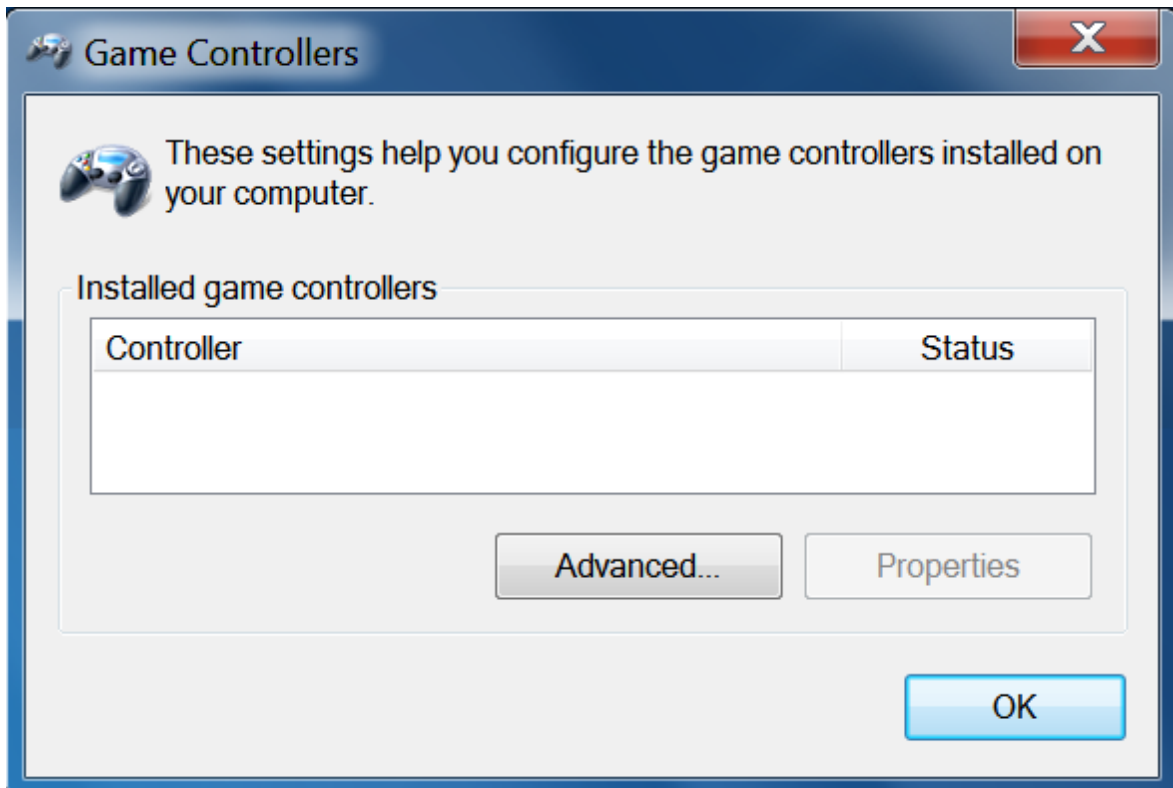 Game Controllers
These settings help you configure the game controllers installed on
your computer.
Installed game controllers
Controller Status
Advanced... Properties
OK